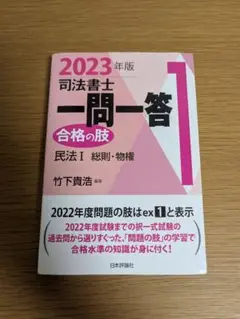 2023年版
司法書士
一問一答
合格の肢
1
民法Ⅰ 総則・物権
竹下貴浩
2022年度問題の肢はex1と表示
2022年度試験までの択一式試験の
過去問から選りすぐった、「問題の肢」の学習で
合格水準の知識が身に付く!
日本評論社